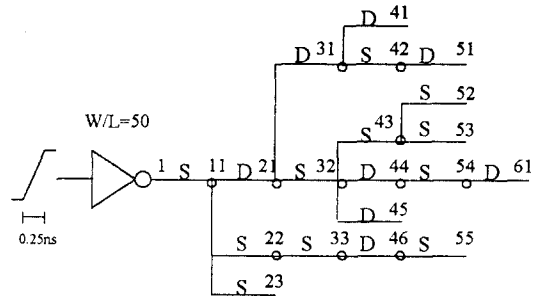 D 41
D 31 S 42 D 51
S 52
W/L=50
S 43 S 53
1 S 11 D 21 S 32 D 44 S 54 D 61
D 45
0.25ns
S 22 S 33 D 46 S 55
S 23